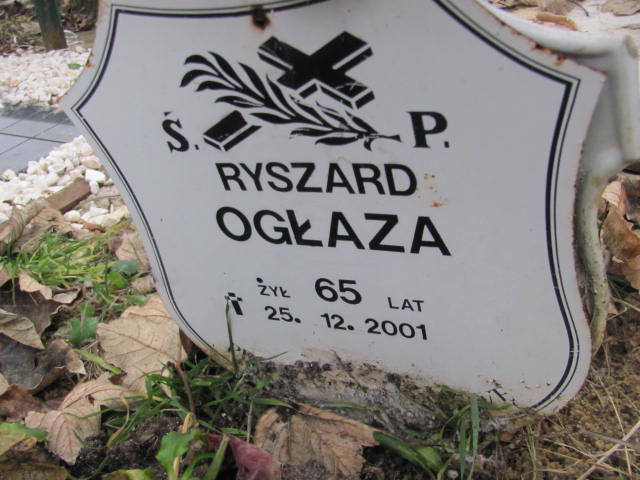 Ś. P.
RYSZARD
OGŁAZA
ŻYŁ 65 LAT
25. 12. 2001